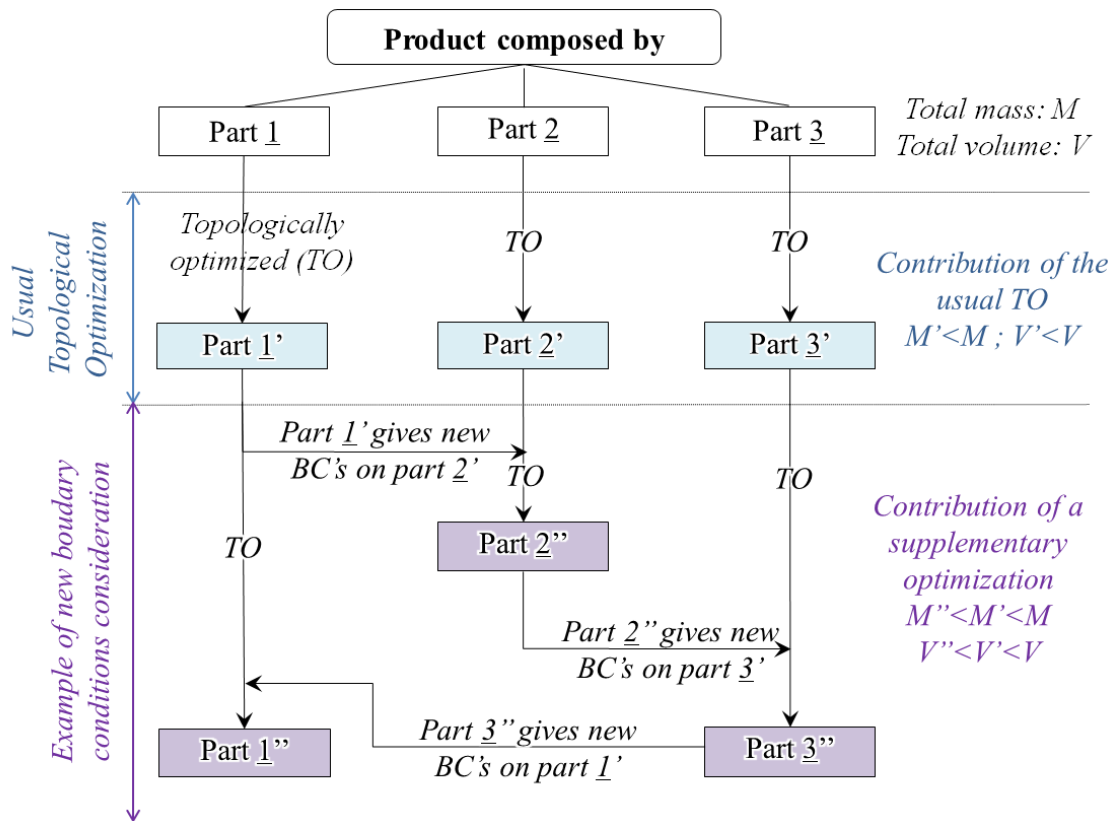 Product composed by
Part 1
Part 2
Part 3
Total mass: M
Total volume: V
Usual
Topological
Optimization
Topologically
optimized (TO)
TO
TO
Contribution of the
usual TO
M’<M ; V’<V
Part 1’
Part 2’
Part 3’
Example of new boudary
conditions consideration
Part 1’ gives new
BC’s on part 2’
TO
TO
TO
Part 2’’
Contribution of a
supplementary
optimization
M’’<M’<M
V’’<V’<V
Part 2’’ gives new
BC’s on part 3’
Part 3’’ gives new
BC’s on part 1’
Part 1’’
Part 3’’